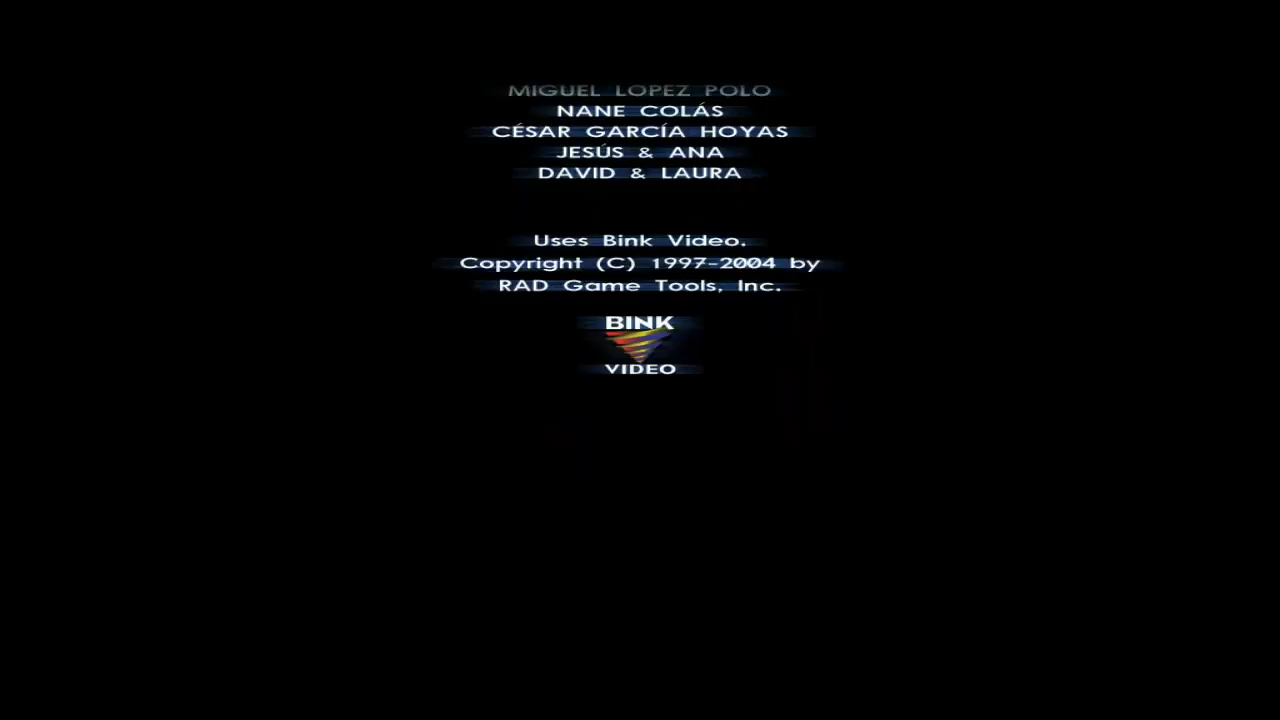 MIGUEL LOPEZ POLO
NANE COLÁS
CÉSAR GARCÍA HOYAS
JESÚS & ANA
DAVID & LAURA
Uses Bink Video.
Copyright (C) 1997-2004 by
RAD Game Tools, Inc.
BINK
VIDEO